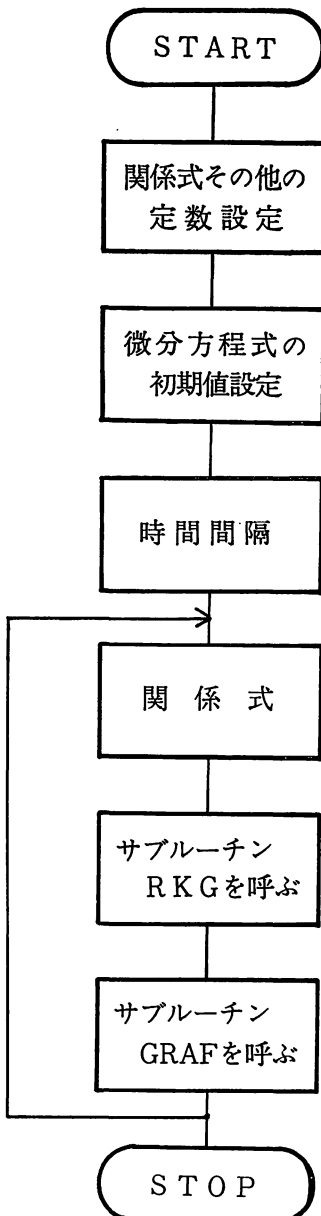 START
関係式その他の
定数設定
微分方程式の
初期値設定
時間間隔
関係式
サブルーチン
RKGを呼ぶ
サブルーチン
GRAFを呼ぶ
STOP